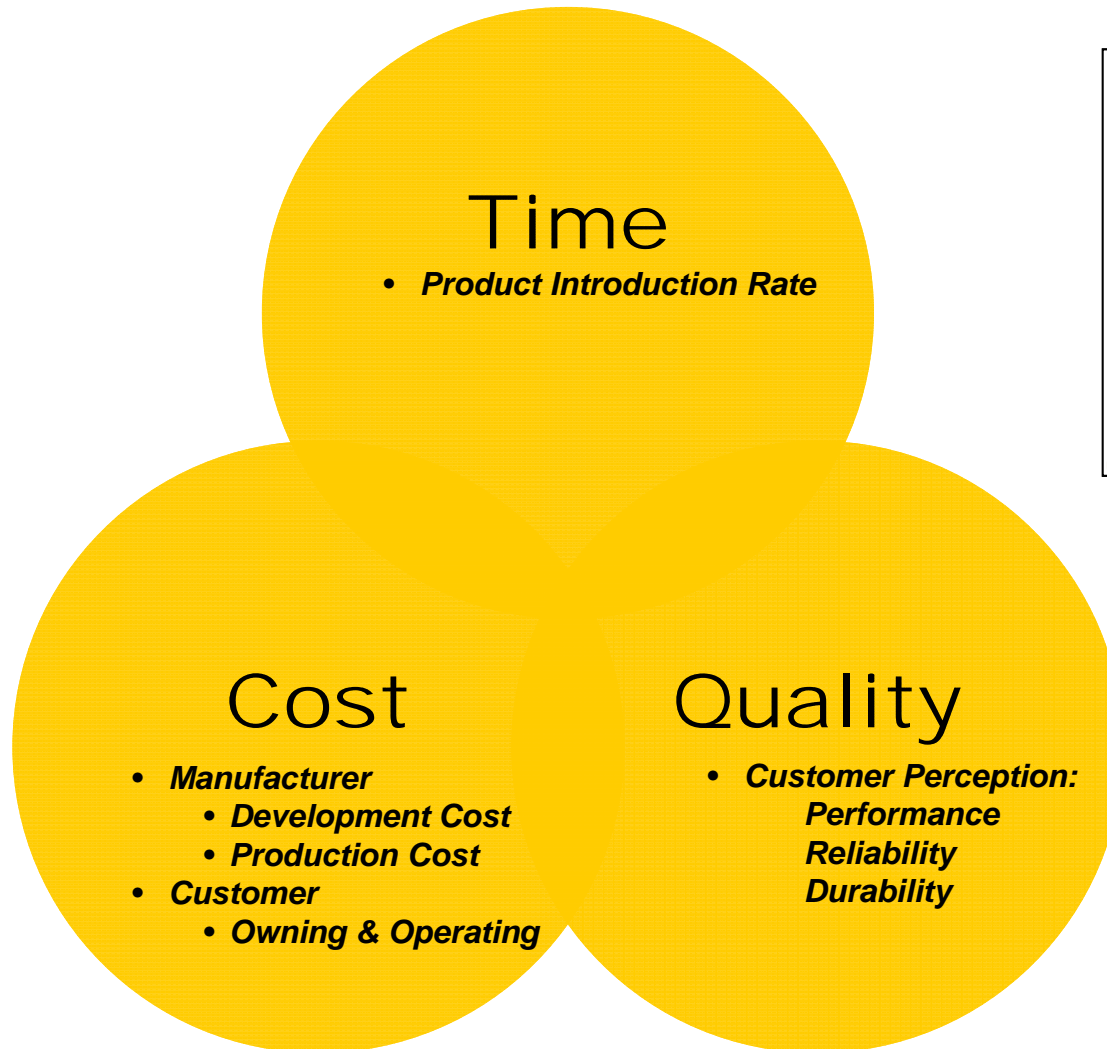 Time
• Product Introduction Rate
Cost
• Manufacturer
• Development Cost
• Production Cost
• Customer
• Owning & Operating
Quality
• Customer Perception:
Performance
Reliability
Durability